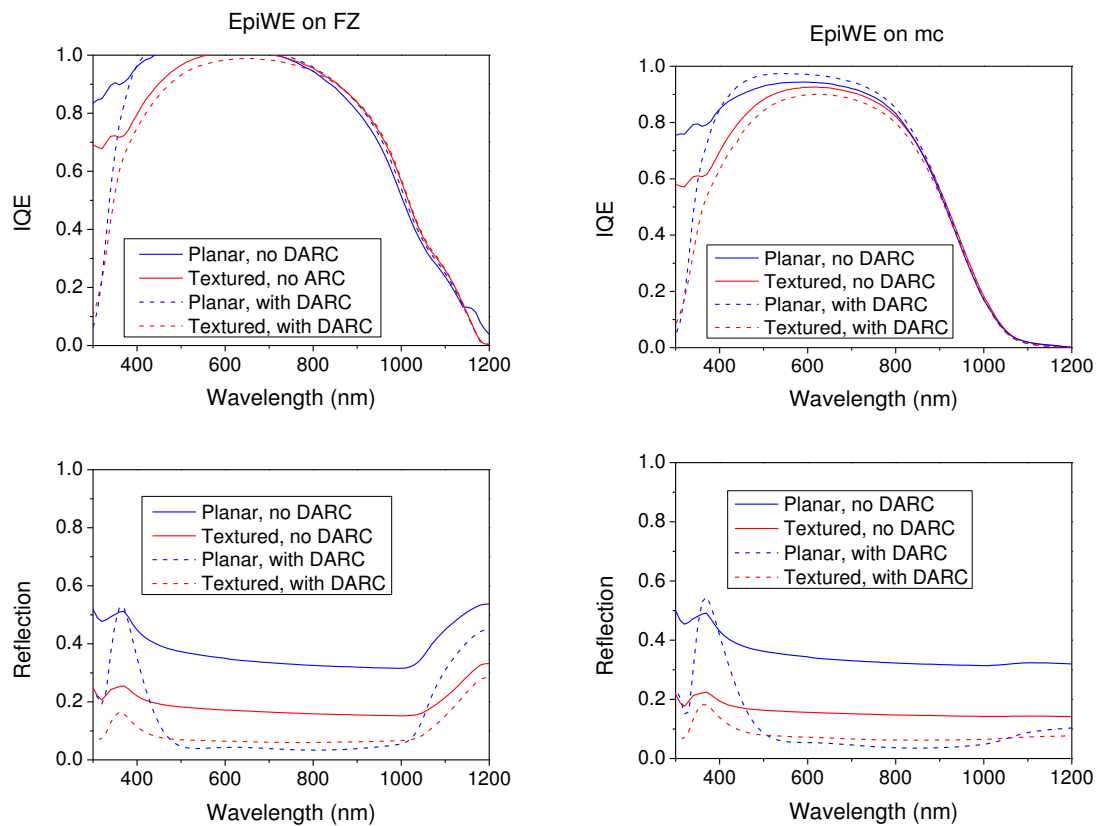 EpiWE on FZ
1.0
0.8
0.6
0.4
0.2
0.0
IQE
Planar, no DARC
Textured, no ARC
Planar, with DARC
Textured, with DARC
400 600 800 1000 1200
Wavelength (nm)
EpiWE on mc
1.0
0.8
0.6
0.4
0.2
0.0
IQE
Planar, no DARC
Textured, no DARC
Planar, with DARC
Textured, with DARC
400 600 800 1000 1200
Wavelength (nm)
1.0
0.8
0.6
0.4
0.2
0.0
Reflection
Planar, no DARC
Textured, no DARC
Planar, with DARC
Textured, with DARC
400 600 800 1000 1200
Wavelength (nm)
1.0
0.8
0.6
0.4
0.2
0.0
Reflection
Planar, no DARC
Textured, no DARC
Planar, with DARC
Textured, with DARC
400 600 800 1000 1200
Wavelength (nm)